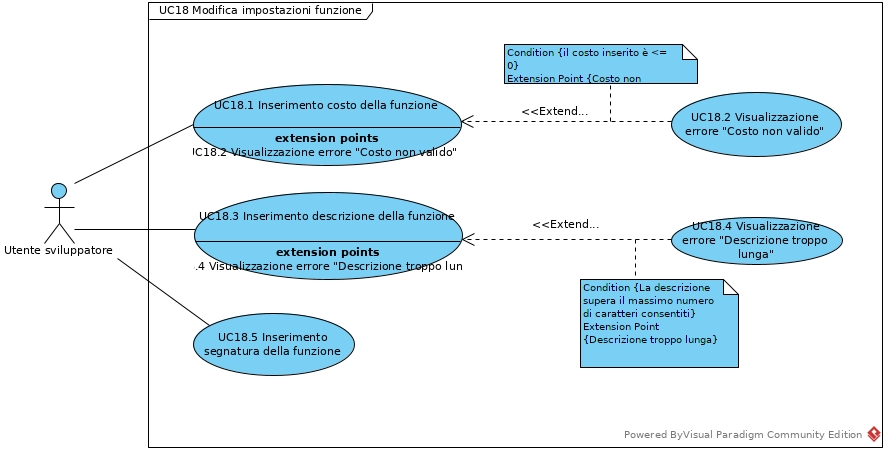 UC18 Modifica impostazioni funzione
Condition {il costo inserito è <=
0}
Extension Point {Costo non
UC18.1 Inserimento costo della funzione
extension points
UC18.2 Visualizzazione errore "Costo non valido"
<<Extend...
UC18.2 Visualizzazione
errore "Costo non valido"
UC18.3 Inserimento descrizione della funzione
extension points
.4 Visualizzazione errore "Descrizione troppo lun
<<Extend...
UC18.4 Visualizzazione
errore "Descrizione troppo
lunga"
Utente sviluppatore
Condition {La descrizione
supera il massimo numero
di caratteri consentiti}
Extension Point
{Descrizione troppo lunga}
UC18.5 Inserimento
segnatura della funzione
Powered ByVisual Paradigm Community Edition